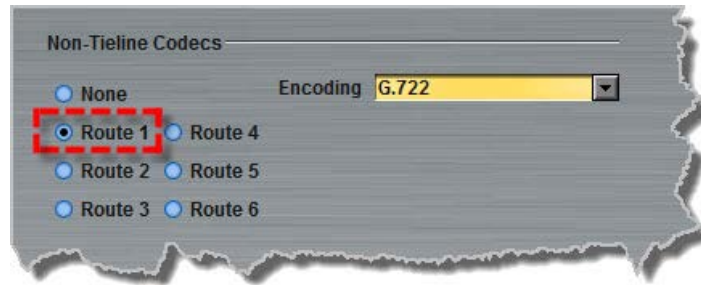 Non-Tieline Codecs
None
Encoding G.722
Route 1 Route 4
Route 2 Route 5
Route 3 Route 6